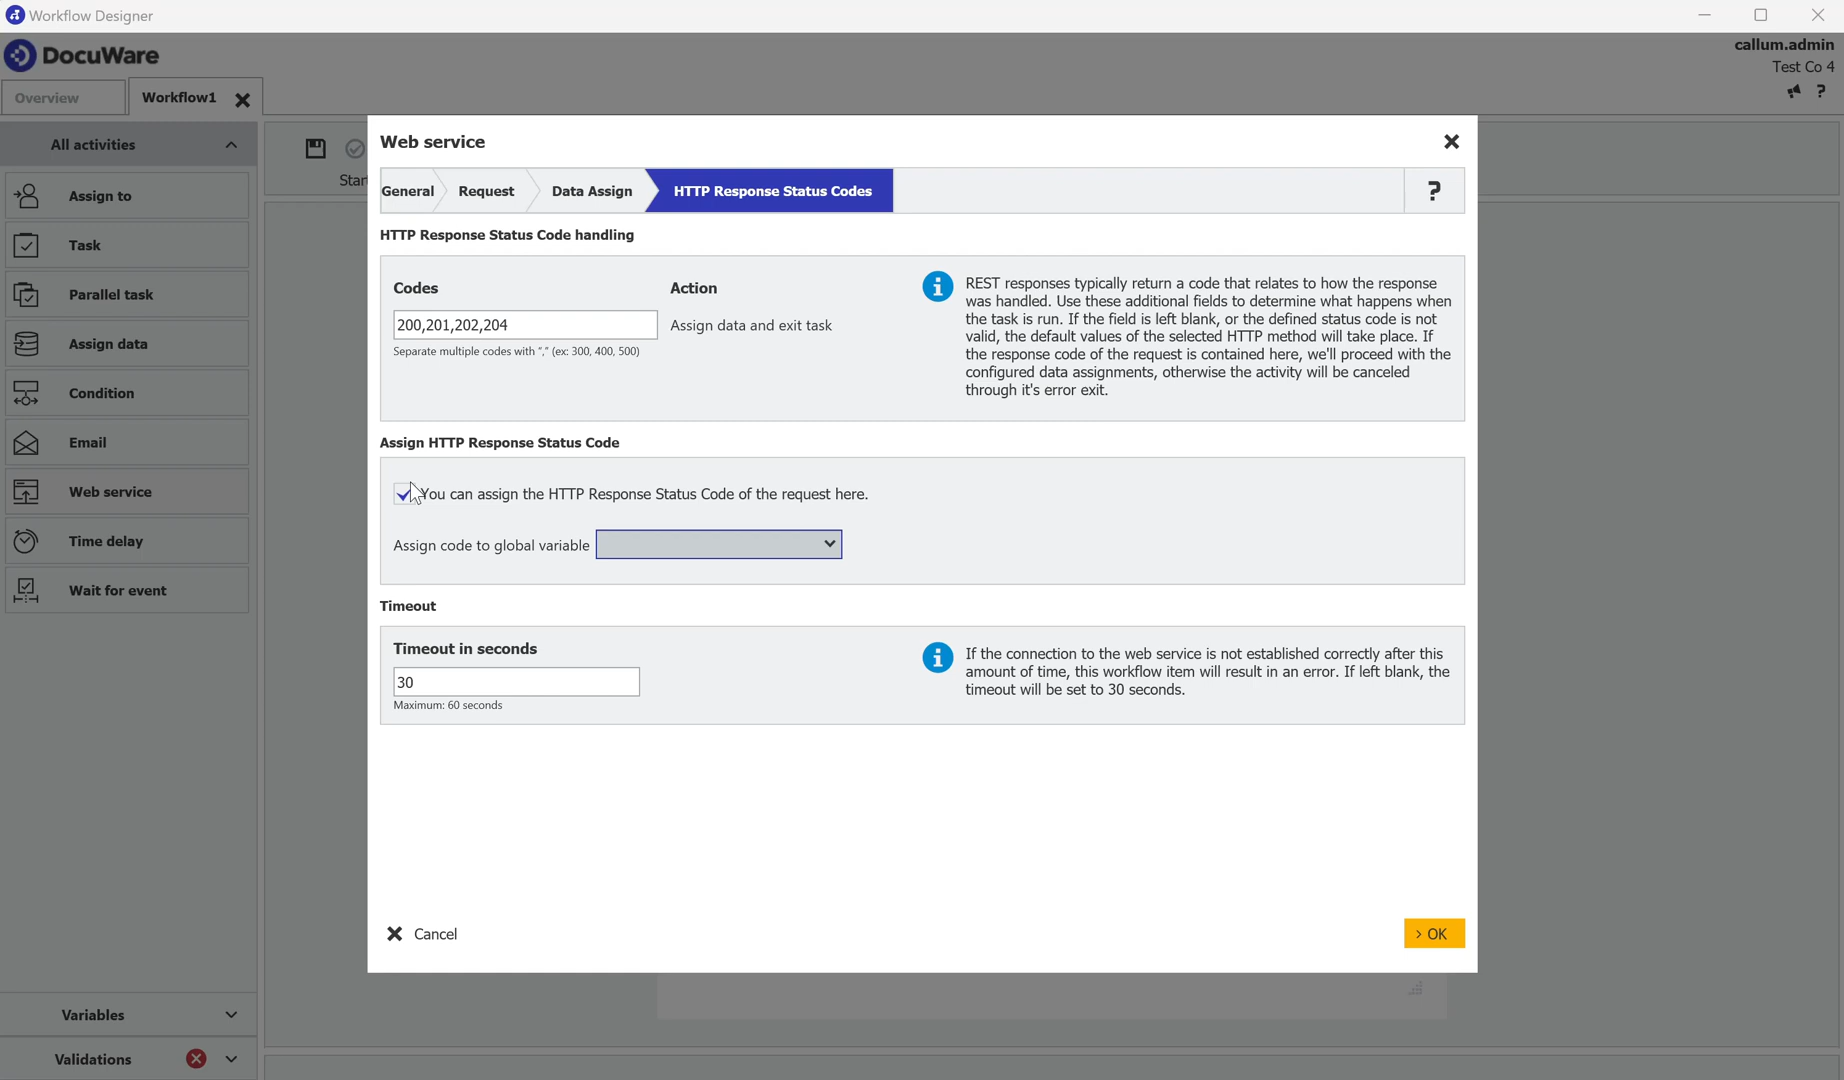 Workflow Designer
DocuWare
callum.admin
Test Co 4
?
Overview
Workflow1
All activities
Assign to
Task
Parallel task
Assign data
Condition
Email
Web service
Time delay
Wait for event
Variables
Validations
Start
Web service
General
Request
Data Assign
HTTP Response Status Codes
?
HTTP Response Status Code handling
Codes
Action
200,201,202,204
Assign data and exit task
Separate multiple codes with "," (ex: 300, 400, 500)
REST responses typically return a code that relates to how the response
was handled. Use these additional fields to determine what happens when
the task is run. If the field is left blank, or the defined status code is not
valid, the default values of the selected HTTP method will take place. If
the response code of the request is contained here, we'll proceed with the
configured data assignments, otherwise the activity will be canceled
through it's error exit.
Assign HTTP Response Status Code
You can assign the HTTP Response Status Code of the request here.
Assign code to global variable
Timeout
Timeout in seconds
30
Maximum: 60 seconds
If the connection to the web service is not established correctly after this
amount of time, this workflow item will result in an error. If left blank, the
timeout will be set to 30 seconds.
Cancel
> OK